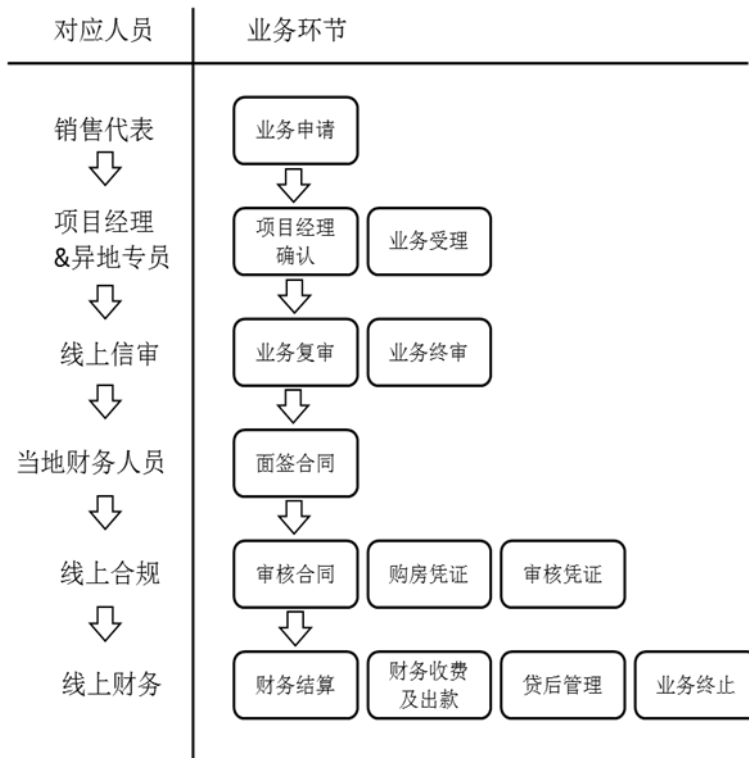 对应人员
业务环节
销售代表
业务申请
项目经理
&异地专员
项目经理
确认
业务受理
线上信审
业务复审
业务终审
当地财务人员
面签合同
线上合规
审核合同
购房凭证
审核凭证
线上财务
财务结算
财务收费
及出款
贷后管理
业务终止